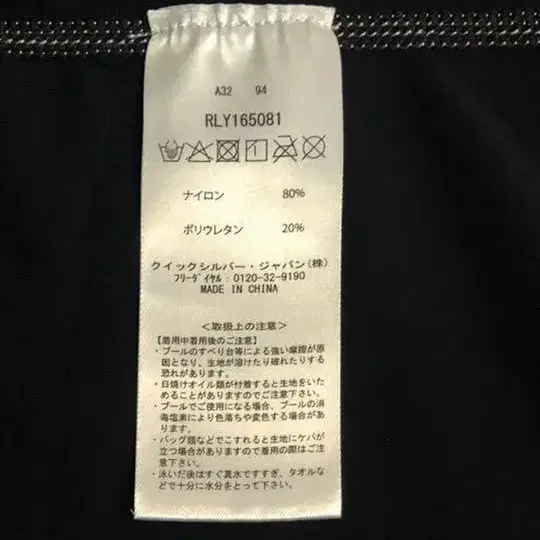 A32 94
RLY165081
ナイロン 80%
ポリウレタン 20%
クイックシルバー・ジャパン(株)
フリーダイヤル:0120-32-9190
MADE IN CHINA
<取扱上の注意>
【着用中着用後のご注意】
・プールのすべり台等による強い摩擦が原
因となり、生地が溶けたり破れたりする
恐れがあります。
・日焼けオイル類が付着すると生地をいた
めることがありますのでさけて下さい。
・プールでご使用になる場合、プールの消
毒塩素により色落ちや変色する場合があ
ります。
・バッグ類などでこすれると生地にケバが
立つ場合がありますので着用の際はご注
意下さい。
・泳いだ後はすぐ真水ですすぎ、タオルな
どで十分に水分をとって下さい。